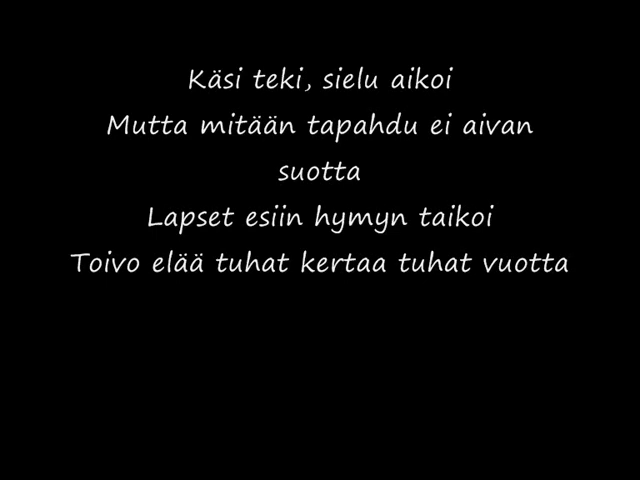 Käsi teki, sielu aikoi
Mutta mitään tapahdu ei aivan
suotta
Lapset esiin hymyn taikoi
Toivo elää tuhat kertaa tuhat vuotta